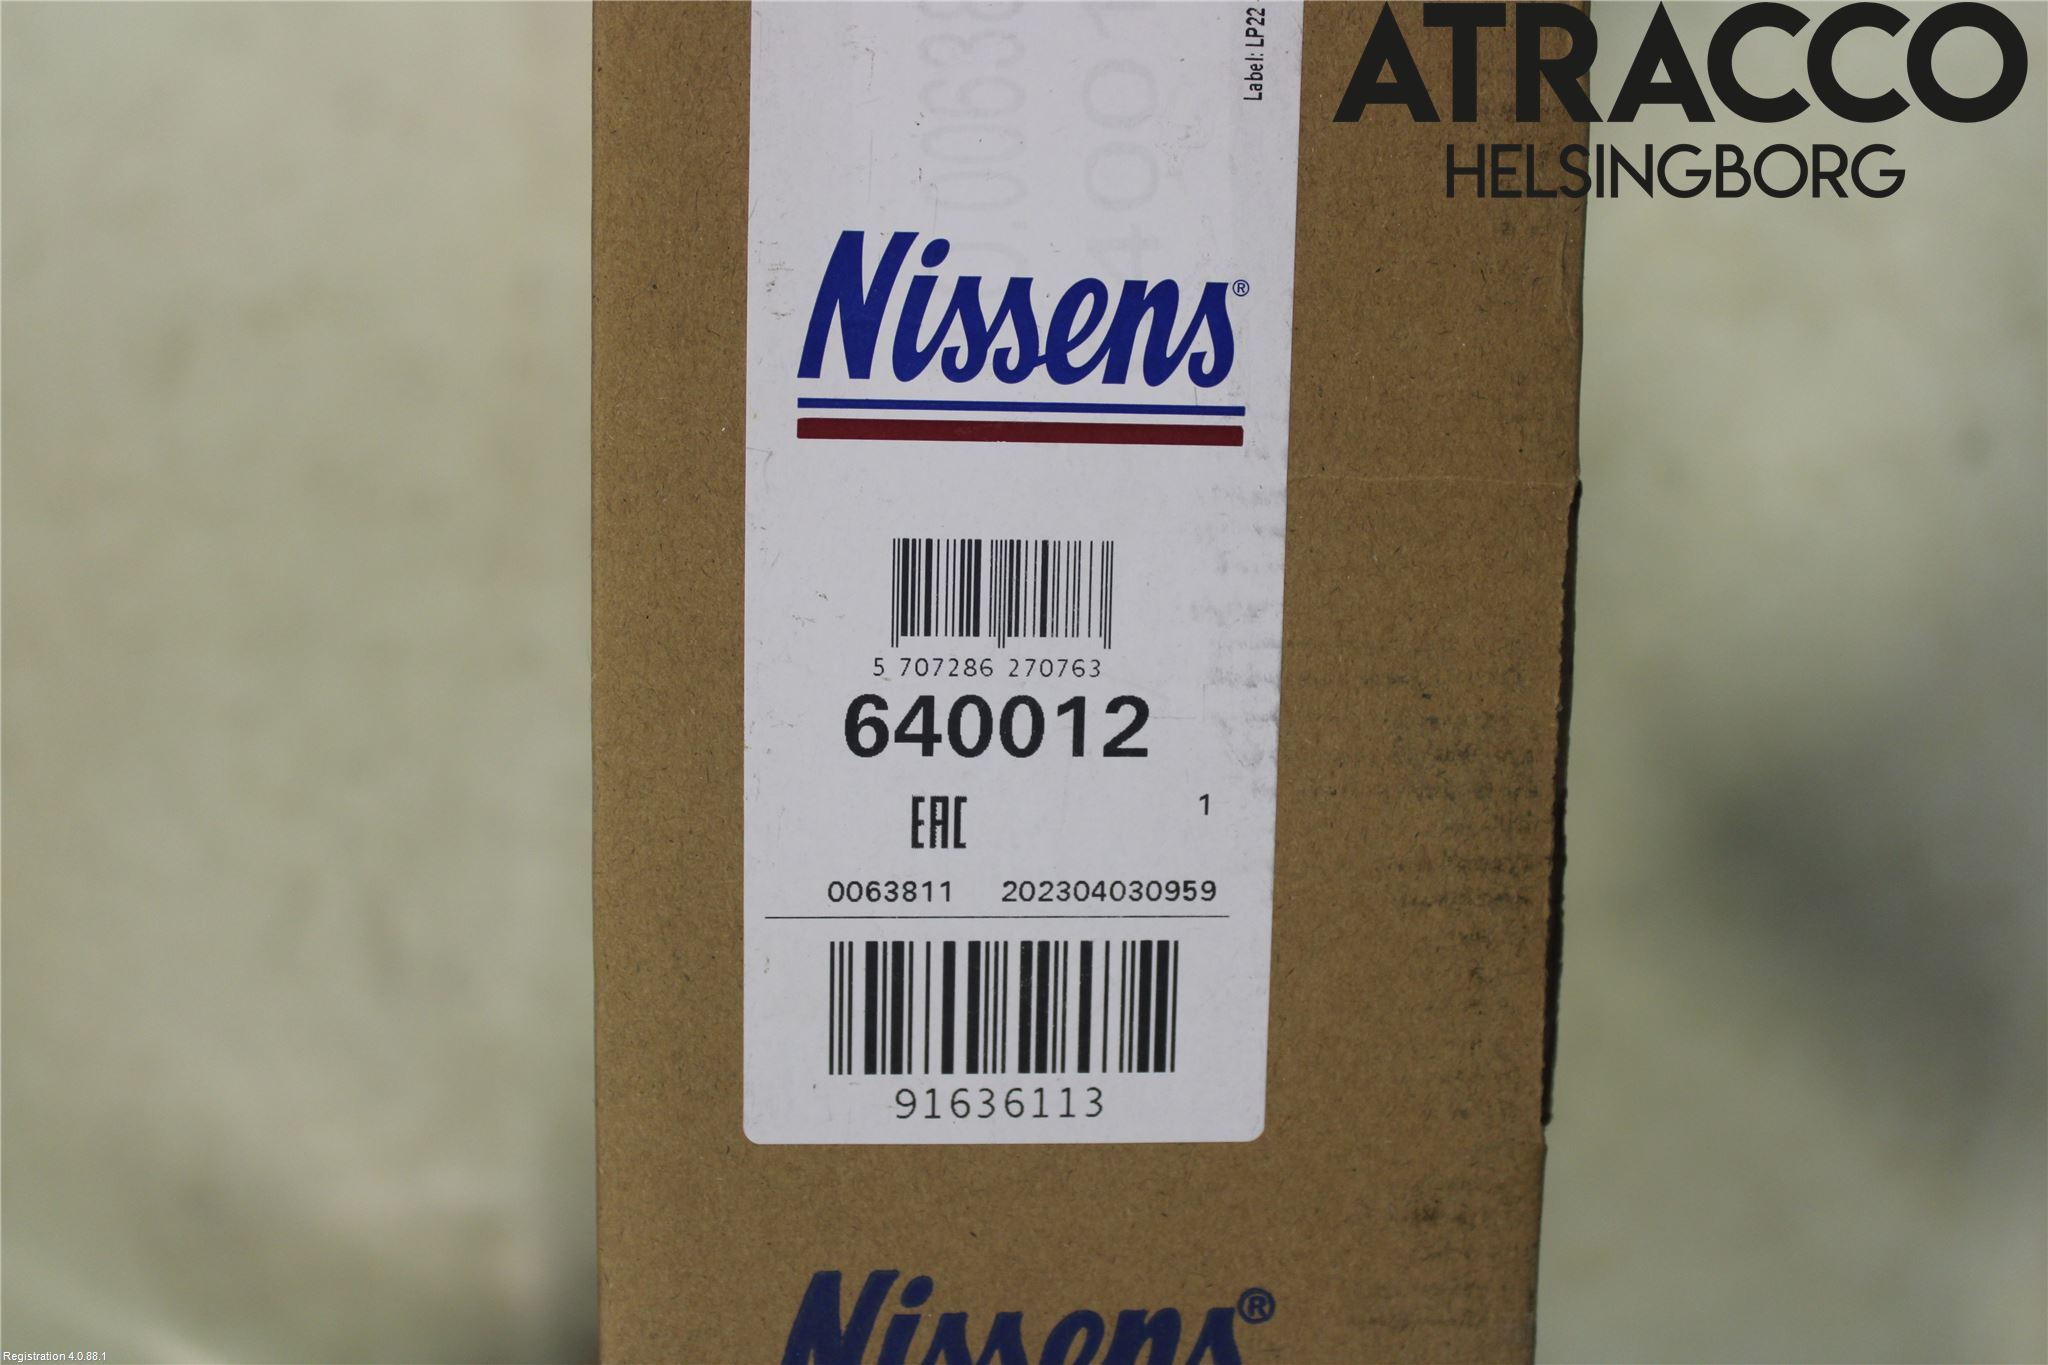 ATRACCO
HELSINGBORG
Label: LP22
Nissens®
5 707286 270763
640012
EAC
1
0063811 202304030959
91636113
Nissens®
Registration 4.0.88.1